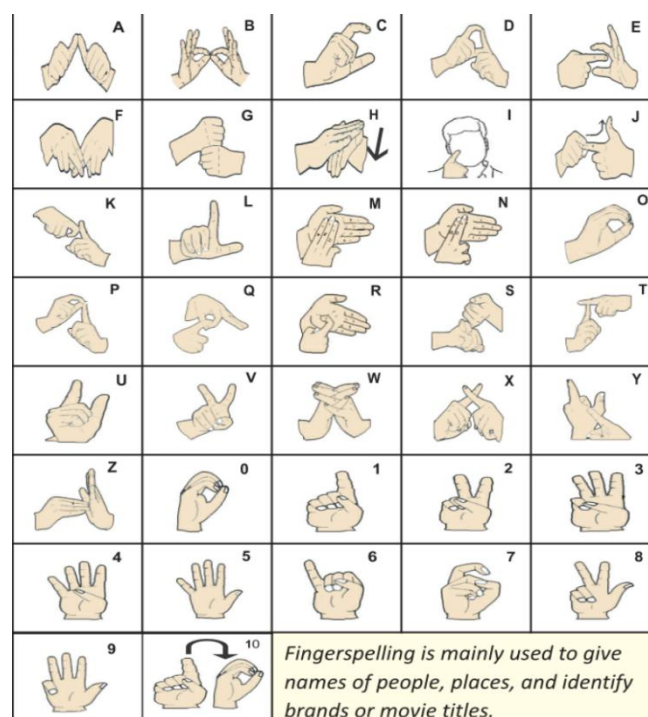 A B C D E
F G H I J
K L M N O
P Q R S T
U V W X Y
Z 0 1 2 3
4 5 6 7 8
9 10
Fingerspelling is mainly used to give
names of people, places, and identify
brands or movie titles.